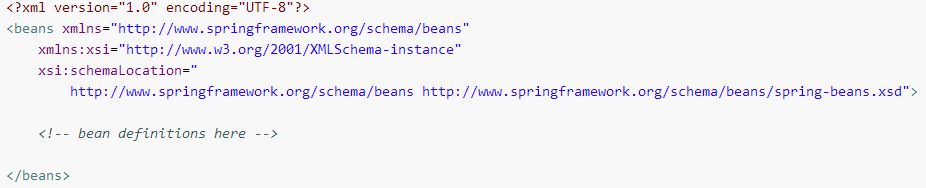 <?xml version="1.0" encoding="UTF-8"?>
<beans xmlns="http://www.springframework.org/schema/beans"
    xmlns:xsi="http://www.w3.org/2001/XMLSchema-instance"
    xsi:schemaLocation="
        http://www.springframework.org/schema/beans http://www.springframework.org/schema/beans/spring-beans.xsd">
    <!-- bean definitions here -->
</beans>